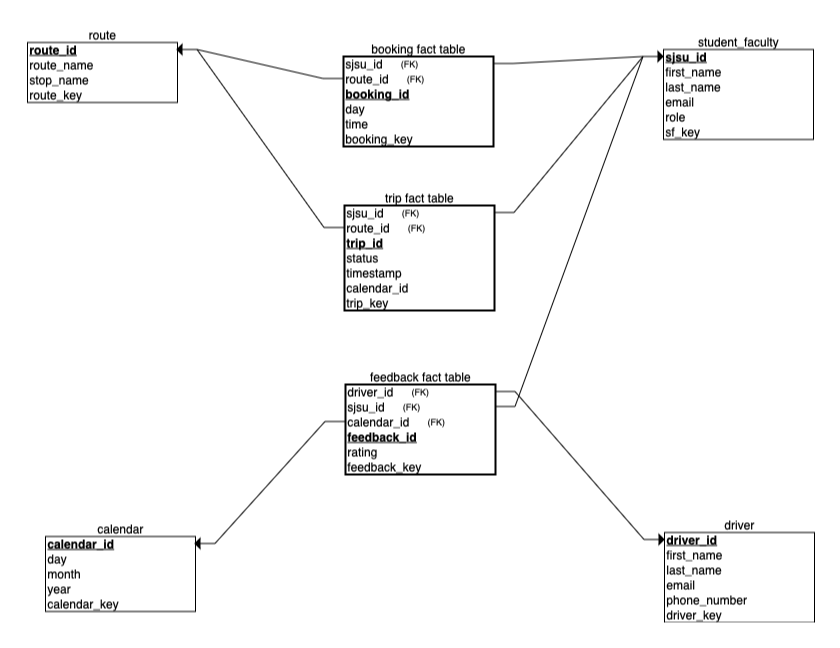 route
route_id
route_name
stop_name
route_key
booking fact table
sjsu_id (FK)
route_id (FK)
booking_id
day
time
booking_key
student_faculty
sjsu_id
first_name
last_name
email
role
sf_key
trip fact table
sjsu_id (FK)
route_id (FK)
trip_id
status
timestamp
calendar_id
trip_key
feedback fact table
driver_id (FK)
sjsu_id (FK)
calendar_id (FK)
feedback_id
rating
feedback_key
calendar
calendar_id
day
month
year
calendar_key
driver
driver_id
first_name
last_name
email
phone_number
driver_key